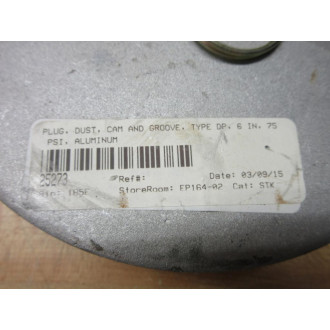 PLUG, DUST, CAM AND GROOVE, TYPE DP, 6 IN, 75
PSI, ALUMINUM
25273
Ref#:
Date: 03/09/15
StoreRoom: EP164-02 Cat: STK